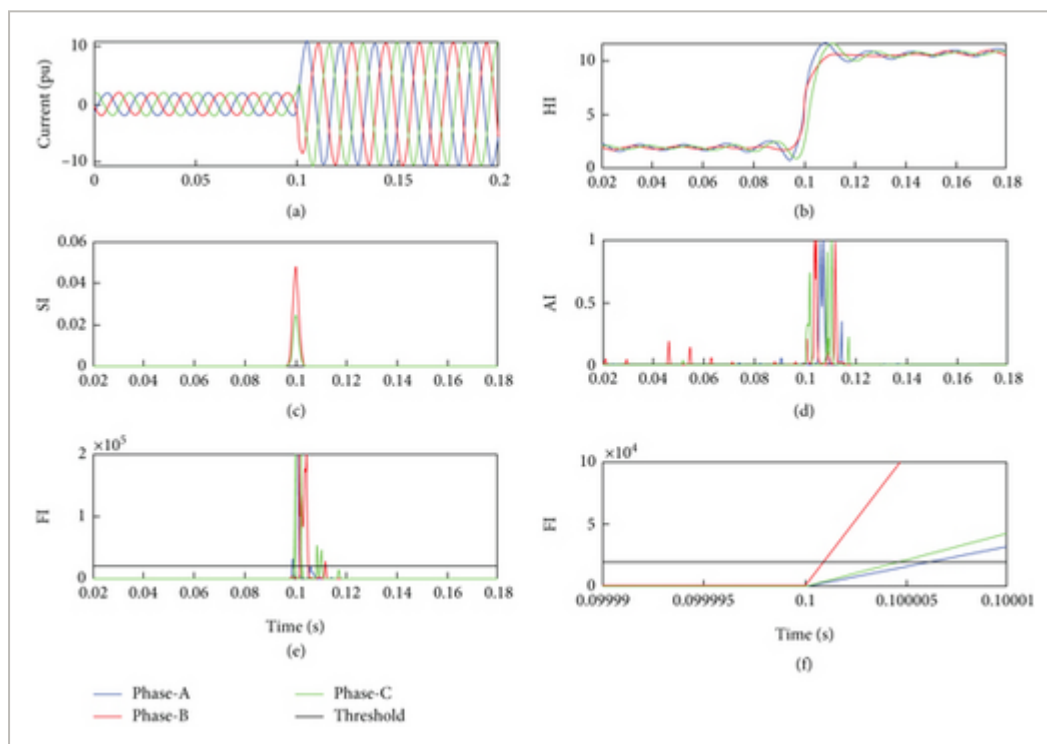 10
0
−10
Current (pu)
0 0.05 0.1 0.15 0.2
(a)
10
5
0
HI
0.02 0.04 0.06 0.08 0.1 0.12 0.14 0.16 0.18
(b)
0.06
0.04
0.02
0
SI
0.02 0.04 0.06 0.08 0.1 0.12 0.14 0.16 0.18
(c)
1
0.5
0
AI
0.02 0.04 0.06 0.08 0.1 0.12 0.14 0.16 0.18
(d)
×10⁵
2
1
0
FI
0.02 0.04 0.06 0.08 0.1 0.12 0.14 0.16 0.18
Time (s)
(e)
×10⁴
10
5
0
FI
0.09999 0.099995 0.1 0.100005 0.10001
Time (s)
(f)
Phase-A
Phase-B
Phase-C
Threshold